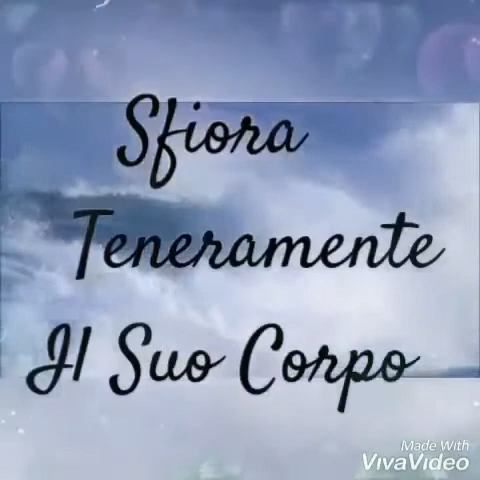 Sfiora
Teneramente
Il Suo Corpo
Made With
VivaVideo